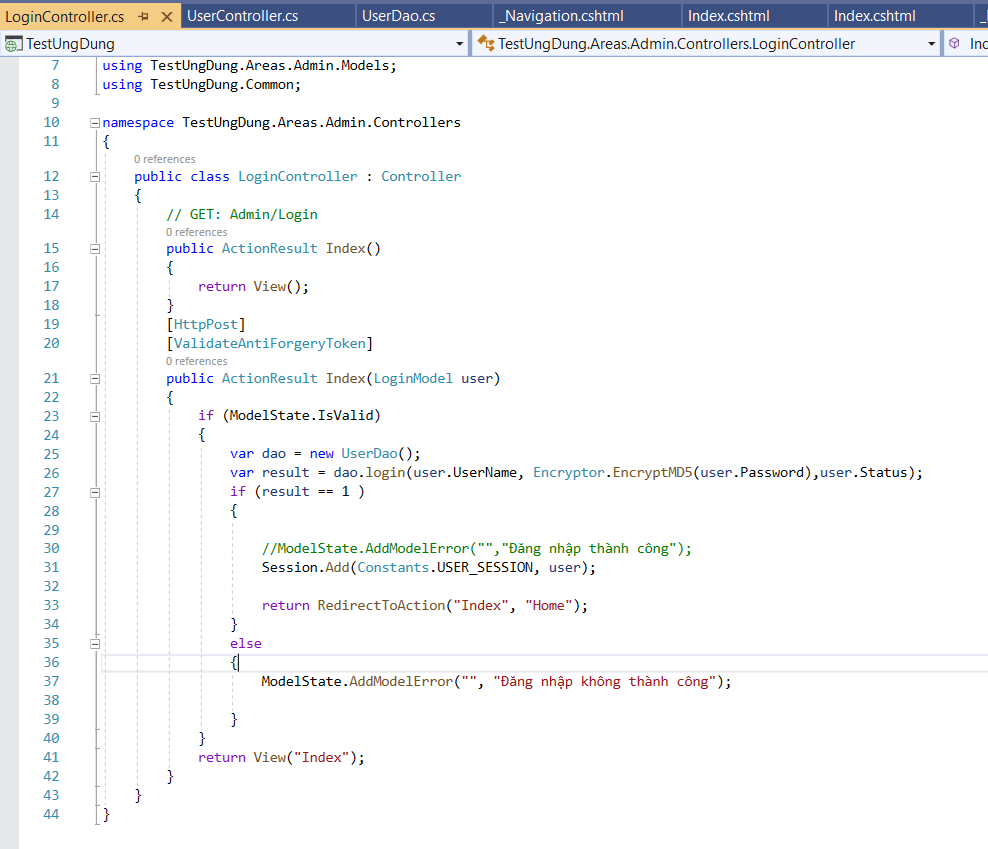 LoginController.cs UserController.cs UserDao.cs _Navigation.cshtml Index.cshtml Index.cshtml
TestUngDung TestUngDung.Areas.Admin.Controllers.LoginController
7 using TestUngDung.Areas.Admin.Models;
8 using TestUngDung.Common;
9
10 namespace TestUngDung.Areas.Admin.Controllers
11 {
0 references
12 public class LoginController : Controller
13 {
14 // GET: Admin/Login
0 references
15 public ActionResult Index()
16 {
17 return View();
18 }
19 [HttpPost]
20 [ValidateAntiForgeryToken]
0 references
21 public ActionResult Index(LoginModel user)
22 {
23 if (ModelState.IsValid)
24 {
25 var dao = new UserDao();
26 var result = dao.login(user.UserName, Encryptor.EncryptMD5(user.Password),user.Status);
27 if (result == 1 )
28 {
29
30 //ModelState.AddModelError("","Đăng nhập thành công");
31 Session.Add(Constants.USER_SESSION, user);
32
33 return RedirectToAction("Index", "Home");
34 }
35 else
36 {
37 ModelState.AddModelError("", "Đăng nhập không thành công");
38
39 }
40 }
41 return View("Index");
42 }
43 }
44 }